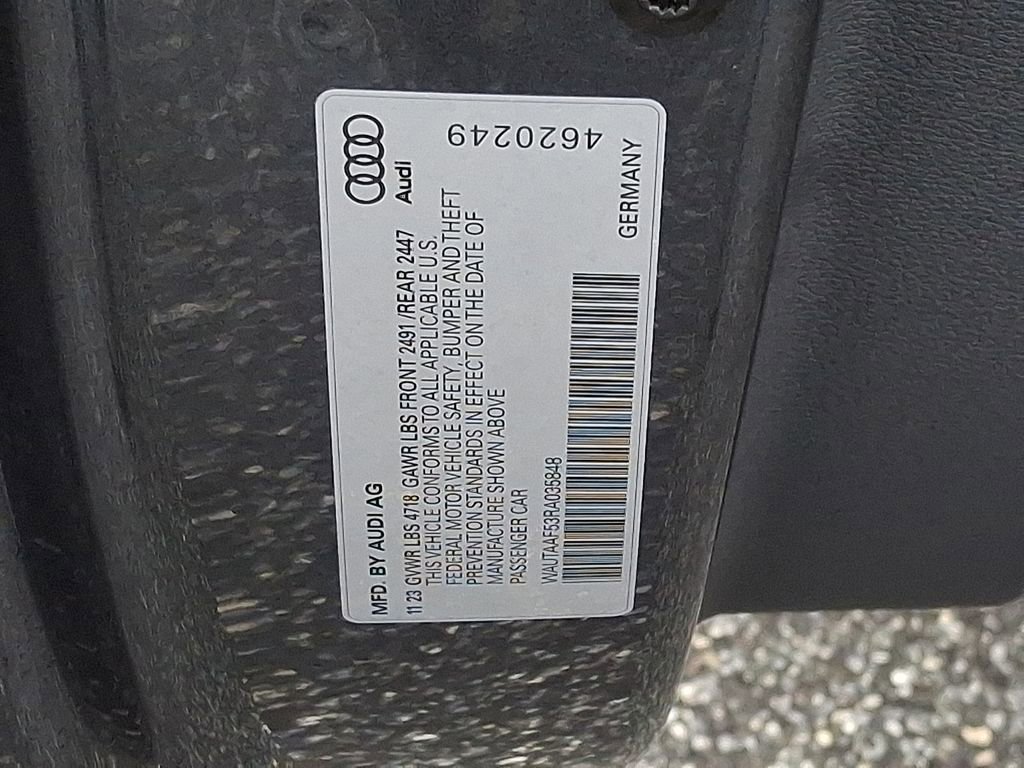 MFD. BY AUDI AG
Audi
11 23 GVWR LBS 4718 GAWR LBS FRONT 2491 /REAR 2447
THIS VEHICLE CONFORMS TO ALL APPLICABLE U.S.
FEDERAL MOTOR VEHICLE SAFETY, BUMPER AND THEFT
PREVENTION STANDARDS IN EFFECT ON THE DATE OF
MANUFACTURE SHOWN ABOVE
PASSENGER CAR
WAUTAAF53RA036848
4620249
GERMANY